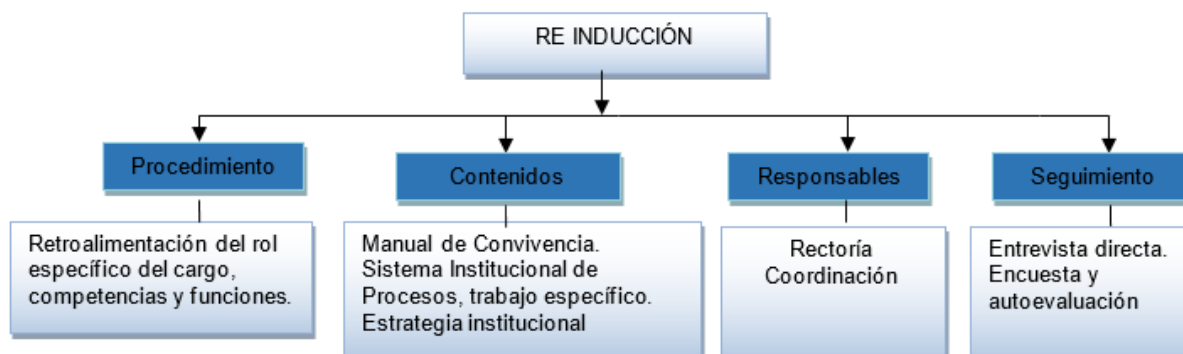 RE INDUCCIÓN
Procedimiento
Contenidos
Responsables
Seguimiento
Retroalimentación del rol
específico del cargo,
competencias y funciones.
Manual de Convivencia.
Sistema Institucional de
Procesos, trabajo específico.
Estrategia institucional
Rectoría
Coordinación
Entrevista directa.
Encuesta y
autoevaluación